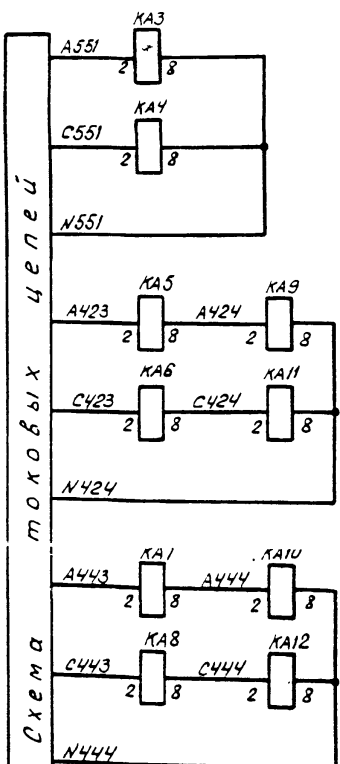 Схема токовых цепей
КА3
А551
2 8
КА4
С551
2 8
N551
КА5 КА9
А423 А424
2 8 2 8
КА6 КА11
С423 С424
2 8 2 8
N424
КА1 КА10
А443 А444
2 8 2 8
КА8 КА12
С443 С444
2 8 2 8
N444